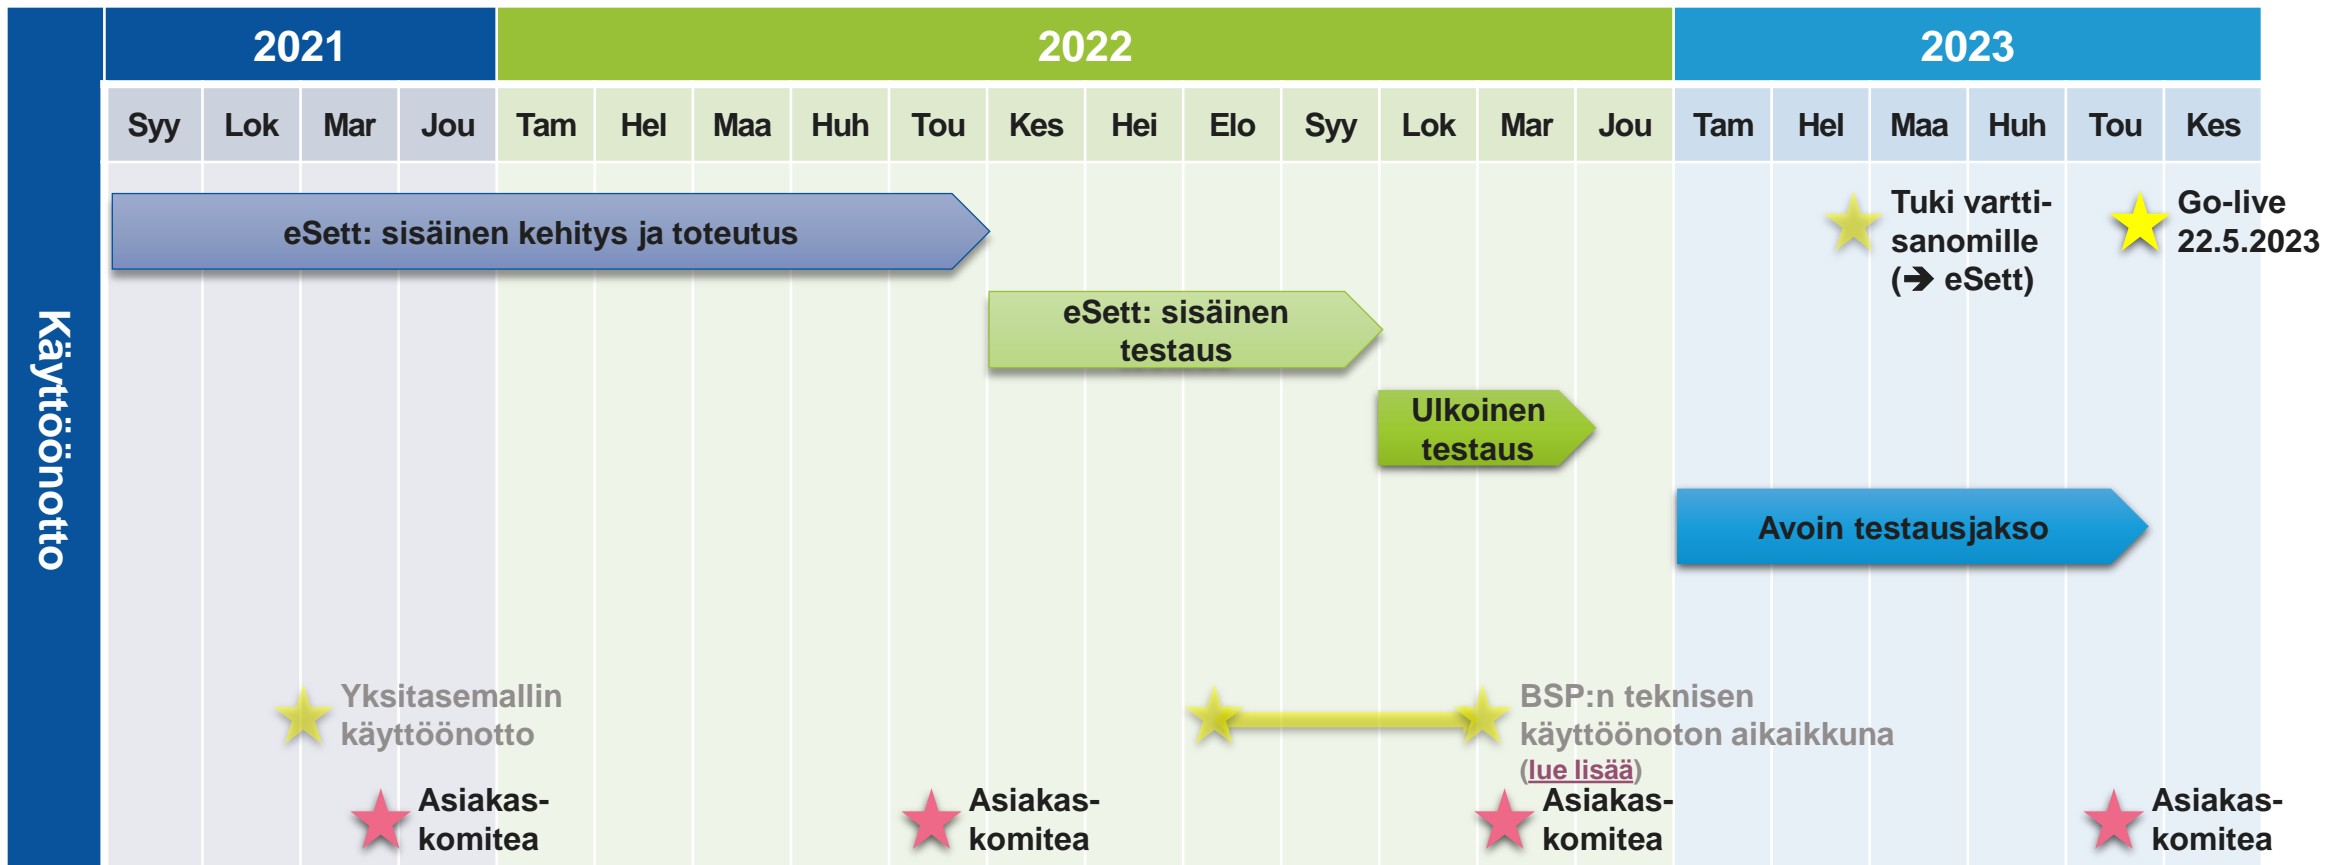 2021
2022
2023
Syy
Lok
Mar
Jou
Tam
Hel
Maa
Huh
Tou
Kes
Hei
Elo
Syy
Lok
Mar
Jou
Tam
Hel
Maa
Huh
Tou
Kes
Käyttöönotto
eSett: sisäinen kehitys ja toteutus
Tuki vartti-
sanomille
(➔ eSett)
Go-live
22.5.2023
eSett: sisäinen
testaus
Ulkoinen
testaus
Avoin testausjakso
Yksitasemallin
käyttöönotto
BSP:n teknisen
käyttöönoton aikaikkuna
(lue lisää)
Asiakas-
komitea
Asiakas-
komitea
Asiakas-
komitea
Asiakas-
komitea